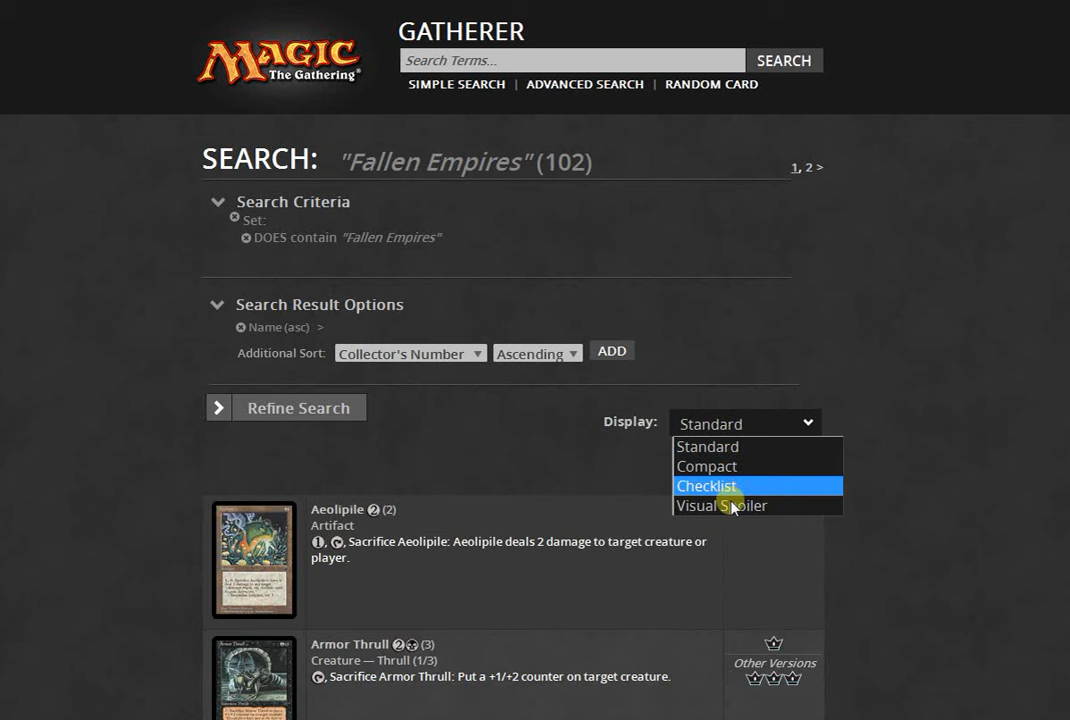 MAGIC
The Gathering®
GATHERER
Search Terms...
SEARCH
SIMPLE SEARCH | ADVANCED SEARCH | RANDOM CARD
SEARCH: "Fallen Empires" (102)
1, 2 >
Search Criteria
Set:
DOES contain "Fallen Empires"
Search Result Options
Name (asc) >
Additional Sort: Collector's Number Ascending ADD
Refine Search
Display: Standard
Standard
Compact
Checklist
Visual Spoiler
Aeolipile 2 (2)
Artifact
1, Sacrifice Aeolipile: Aeolipile deals 2 damage to target creature or
player.
Armor Thrull 2 (3)
Creature — Thrull (1/3)
, Sacrifice Armor Thrull: Put a +1/+2 counter on target creature.
Other Versions